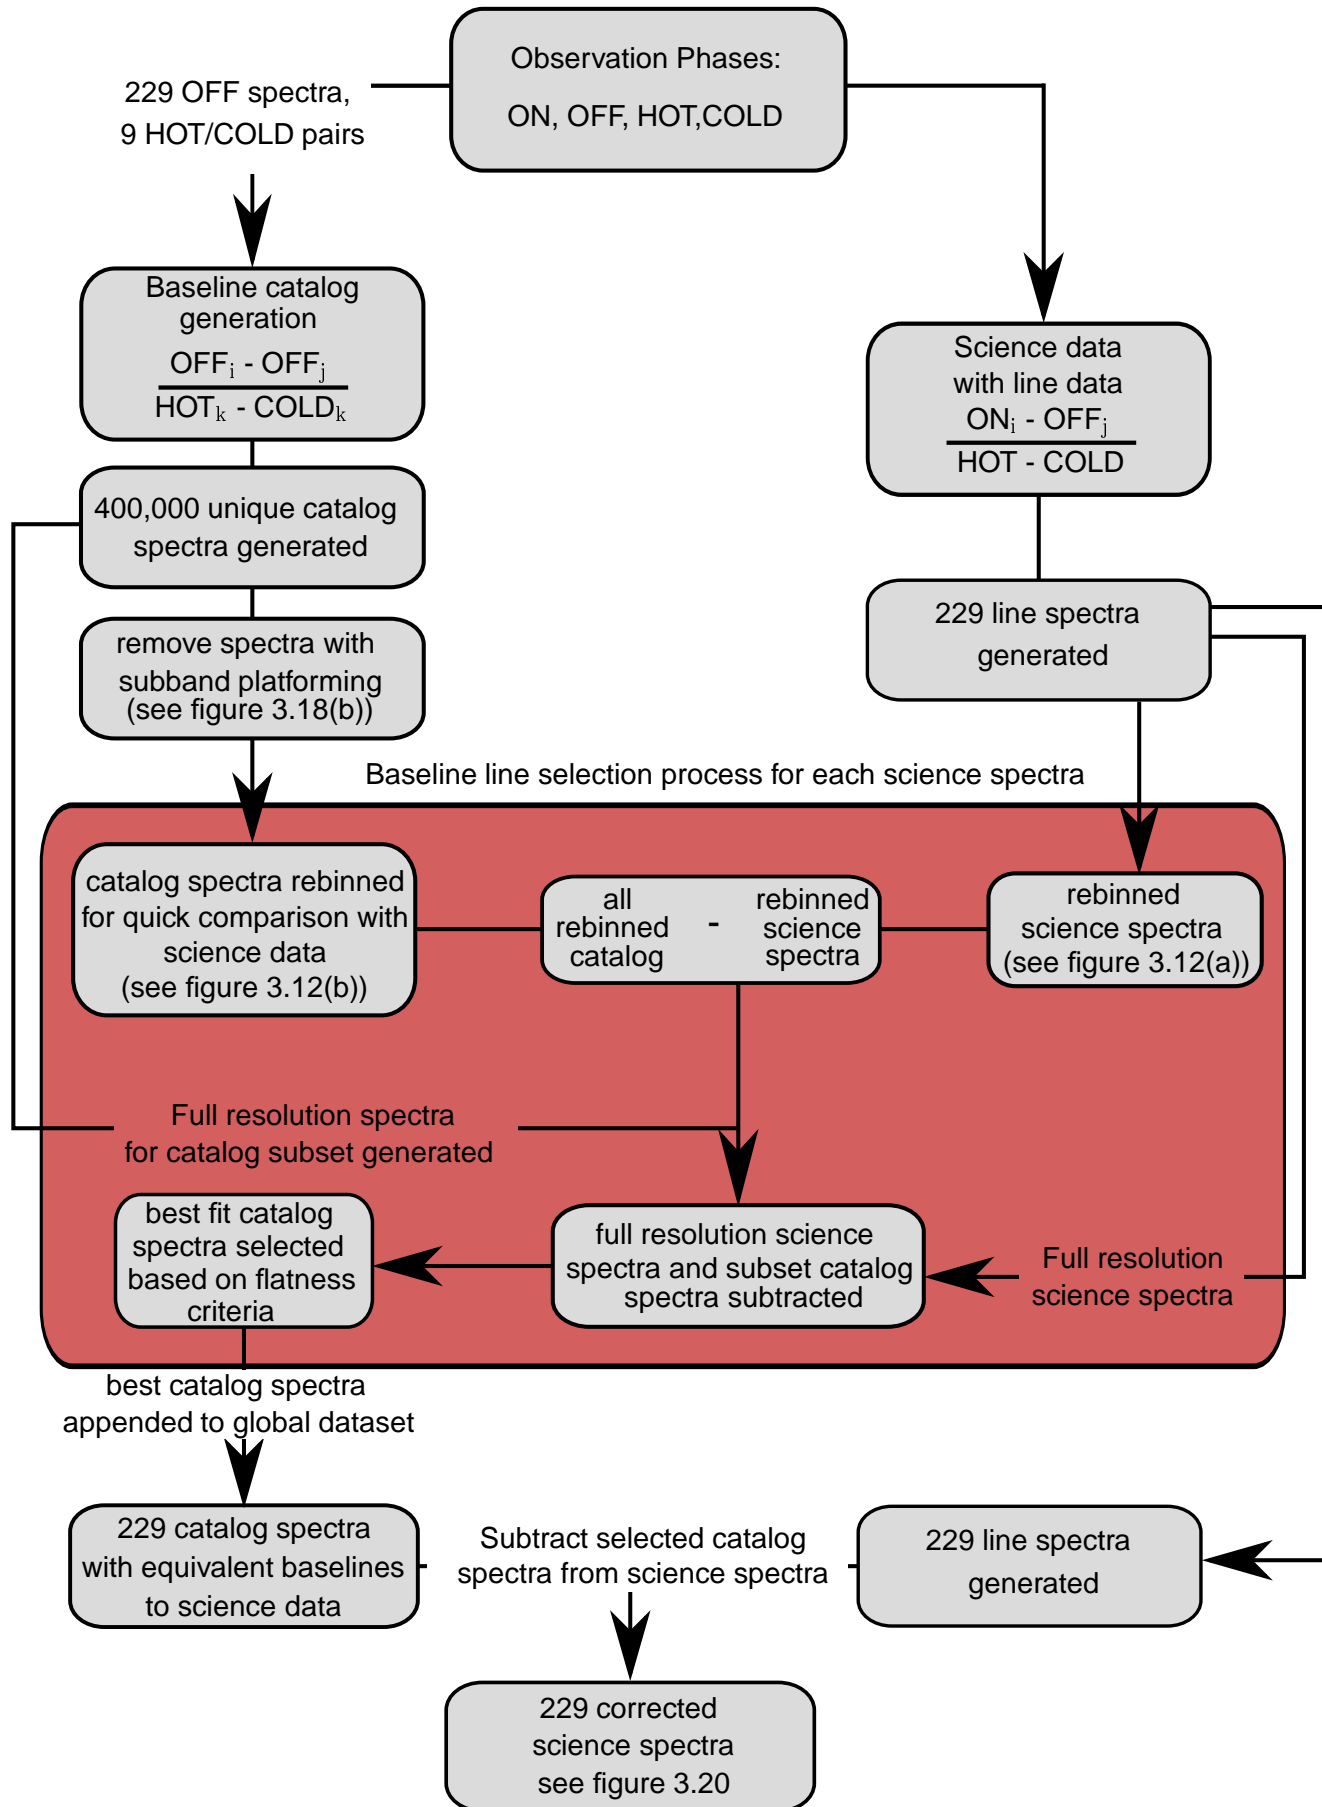 Observation Phases:
ON, OFF, HOT,COLD
229 OFF spectra,
9 HOT/COLD pairs
Baseline catalog
generation
OFFi - OFFj
HOTk - COLDk
Science data
with line data
ONi - OFFj
HOT - COLD
400,000 unique catalog
spectra generated
229 line spectra
generated
remove spectra with
subband platforming
(see figure 3.18(b))
Baseline line selection process for each science spectra
catalog spectra rebinned
for quick comparison with
science data
(see figure 3.12(b))
all
rebinned
catalog
-
rebinned
science
spectra
rebinned
science spectra
(see figure 3.12(a))
Full resolution spectra
for catalog subset generated
best fit catalog
spectra selected
based on flatness
criteria
full resolution science
spectra and subset catalog
spectra subtracted
Full resolution
science spectra
best catalog spectra
appended to global dataset
229 catalog spectra
with equivalent baselines
to science data
Subtract selected catalog
spectra from science spectra
229 line spectra
generated
229 corrected
science spectra
see figure 3.20